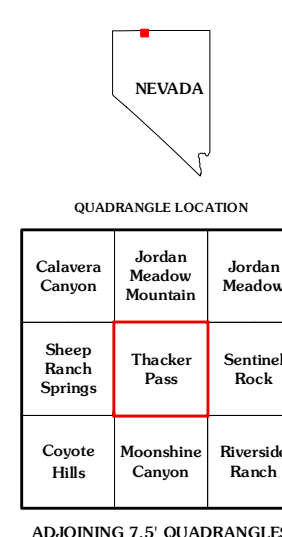 NEVADA
QUADRANGLE LOCATION
Calavera
Canyon
Jordan
Meadow
Mountain
Jordan
Meadow
Sheep
Ranch
Springs
Thacker
Pass
Sentinel
Rock
Coyote
Hills
Moonshine
Canyon
Riverside
Ranch
ADJOINING 7.5' QUADRANGLES